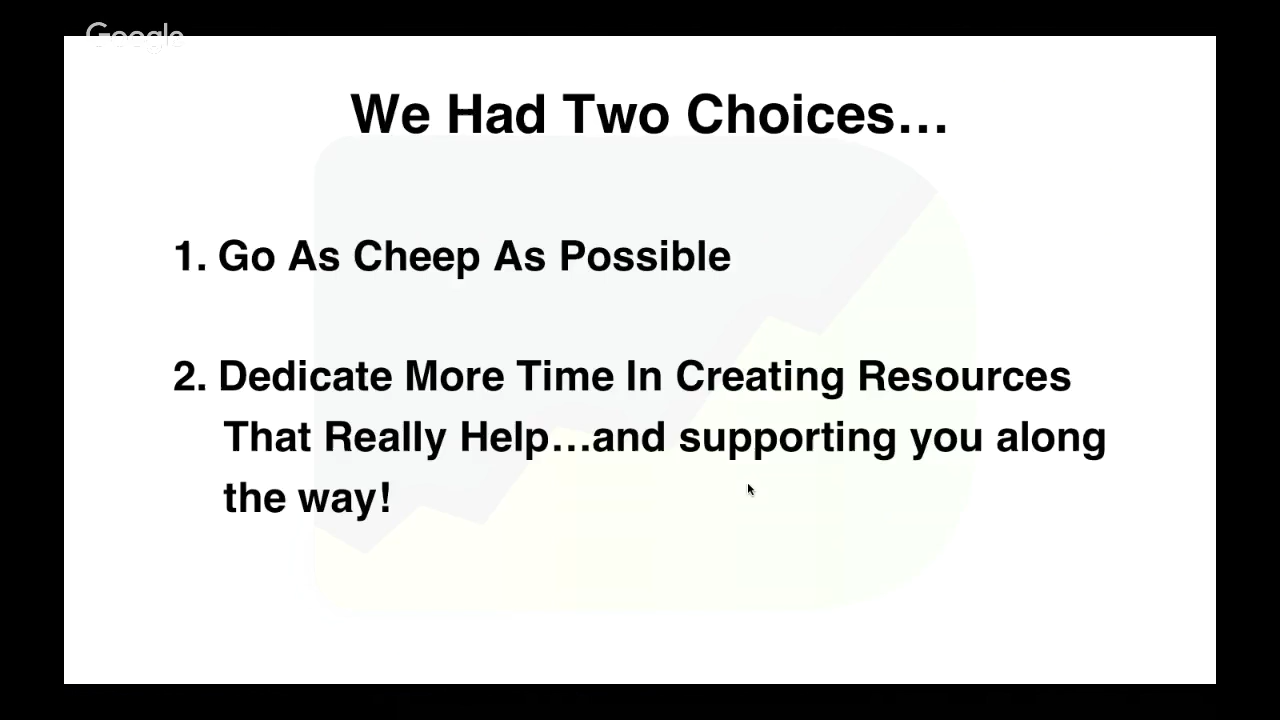 Google
We Had Two Choices…
1. Go As Cheep As Possible
2. Dedicate More Time In Creating Resources
That Really Help…and supporting you along
the way!